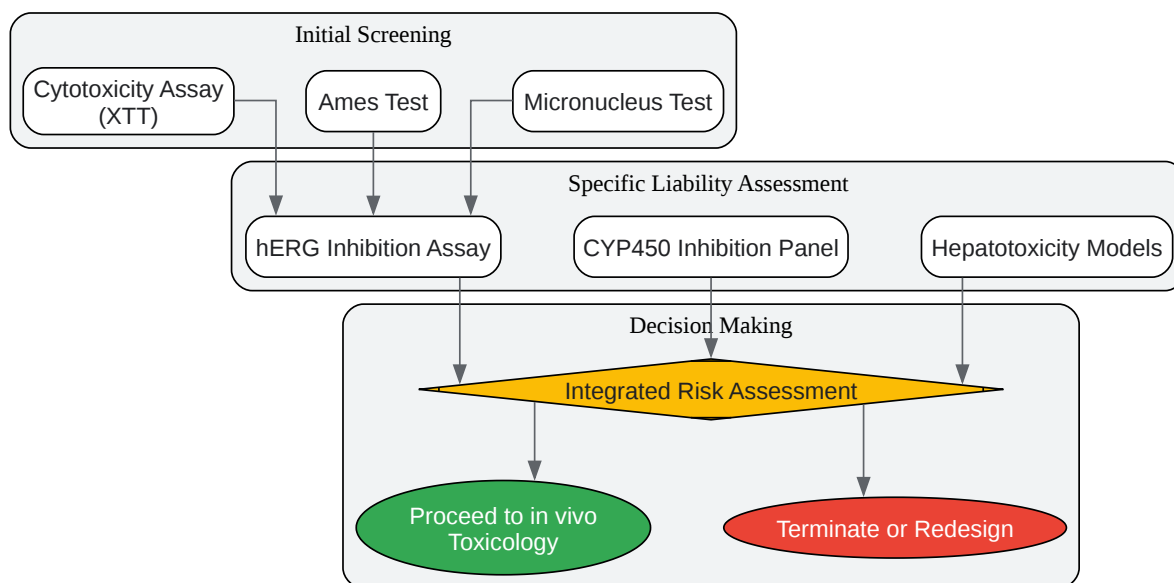 Initial Screening
Cytotoxicity Assay
(XTT)
Ames Test
Micronucleus Test
Specific Liability Assessment
hERG Inhibition Assay
CYP450 Inhibition Panel
Hepatotoxicity Models
Decision Making
Integrated Risk Assessment
Proceed to in vivo
Toxicology
Terminate or Redesign